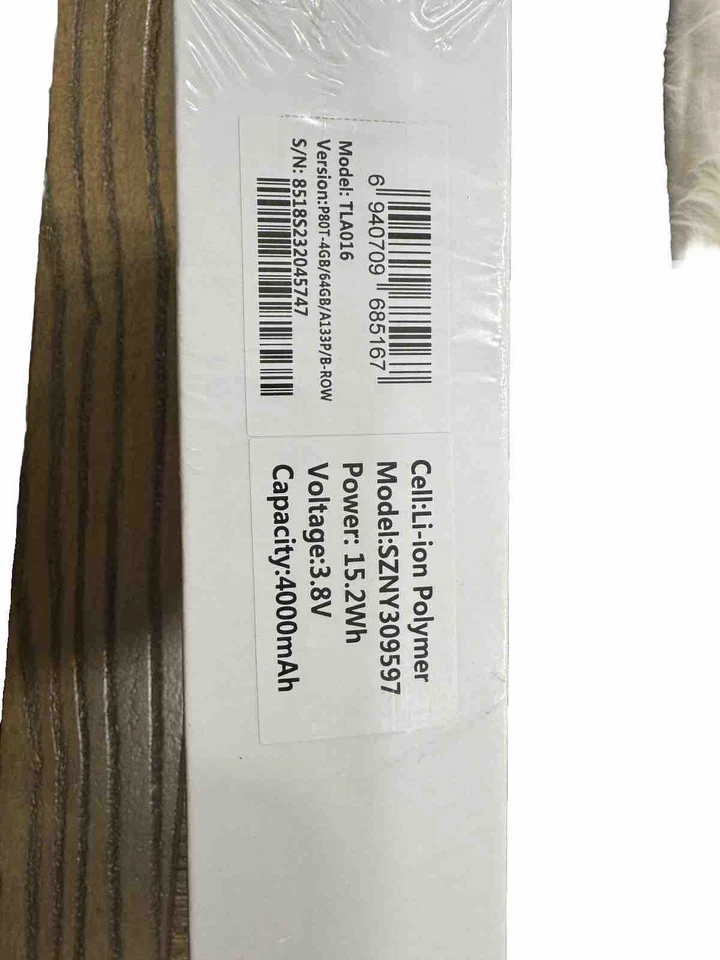 6 940709 685167
Model: TLA016
Version:P80T-4GB/64GB/A133P/B-ROW
S/N: 8518S232045747
Cell:Li-ion Polymer
Model:SZNY309597
Power: 15.2Wh
Voltage:3.8V
Capacity:4000mAh